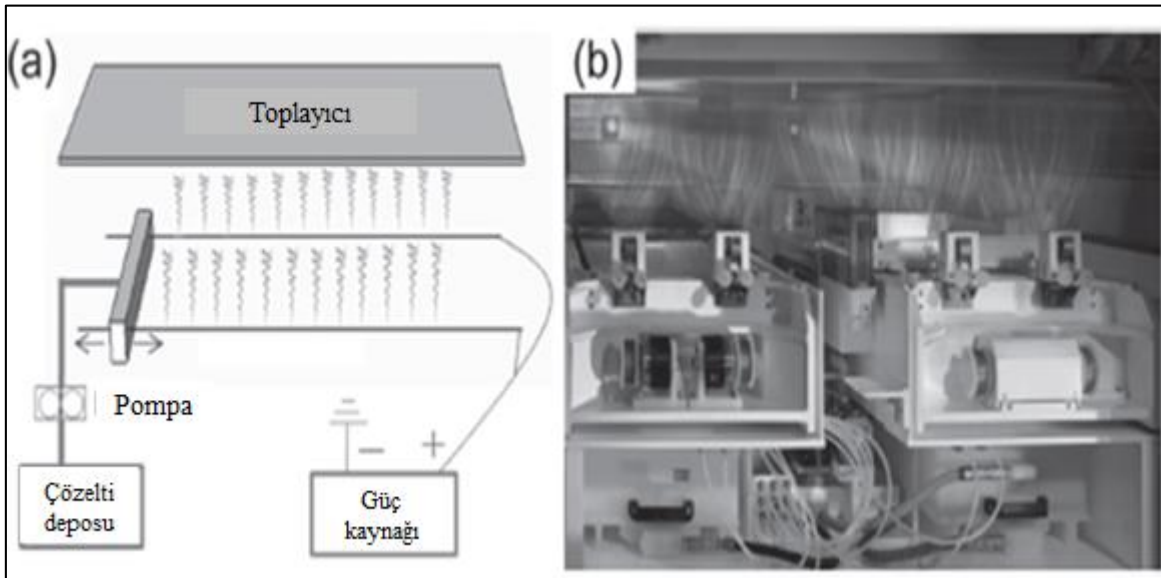 (a)
(b)
Toplayıcı
Pompa
− +
Çözelti
deposu
Güç
kaynağı